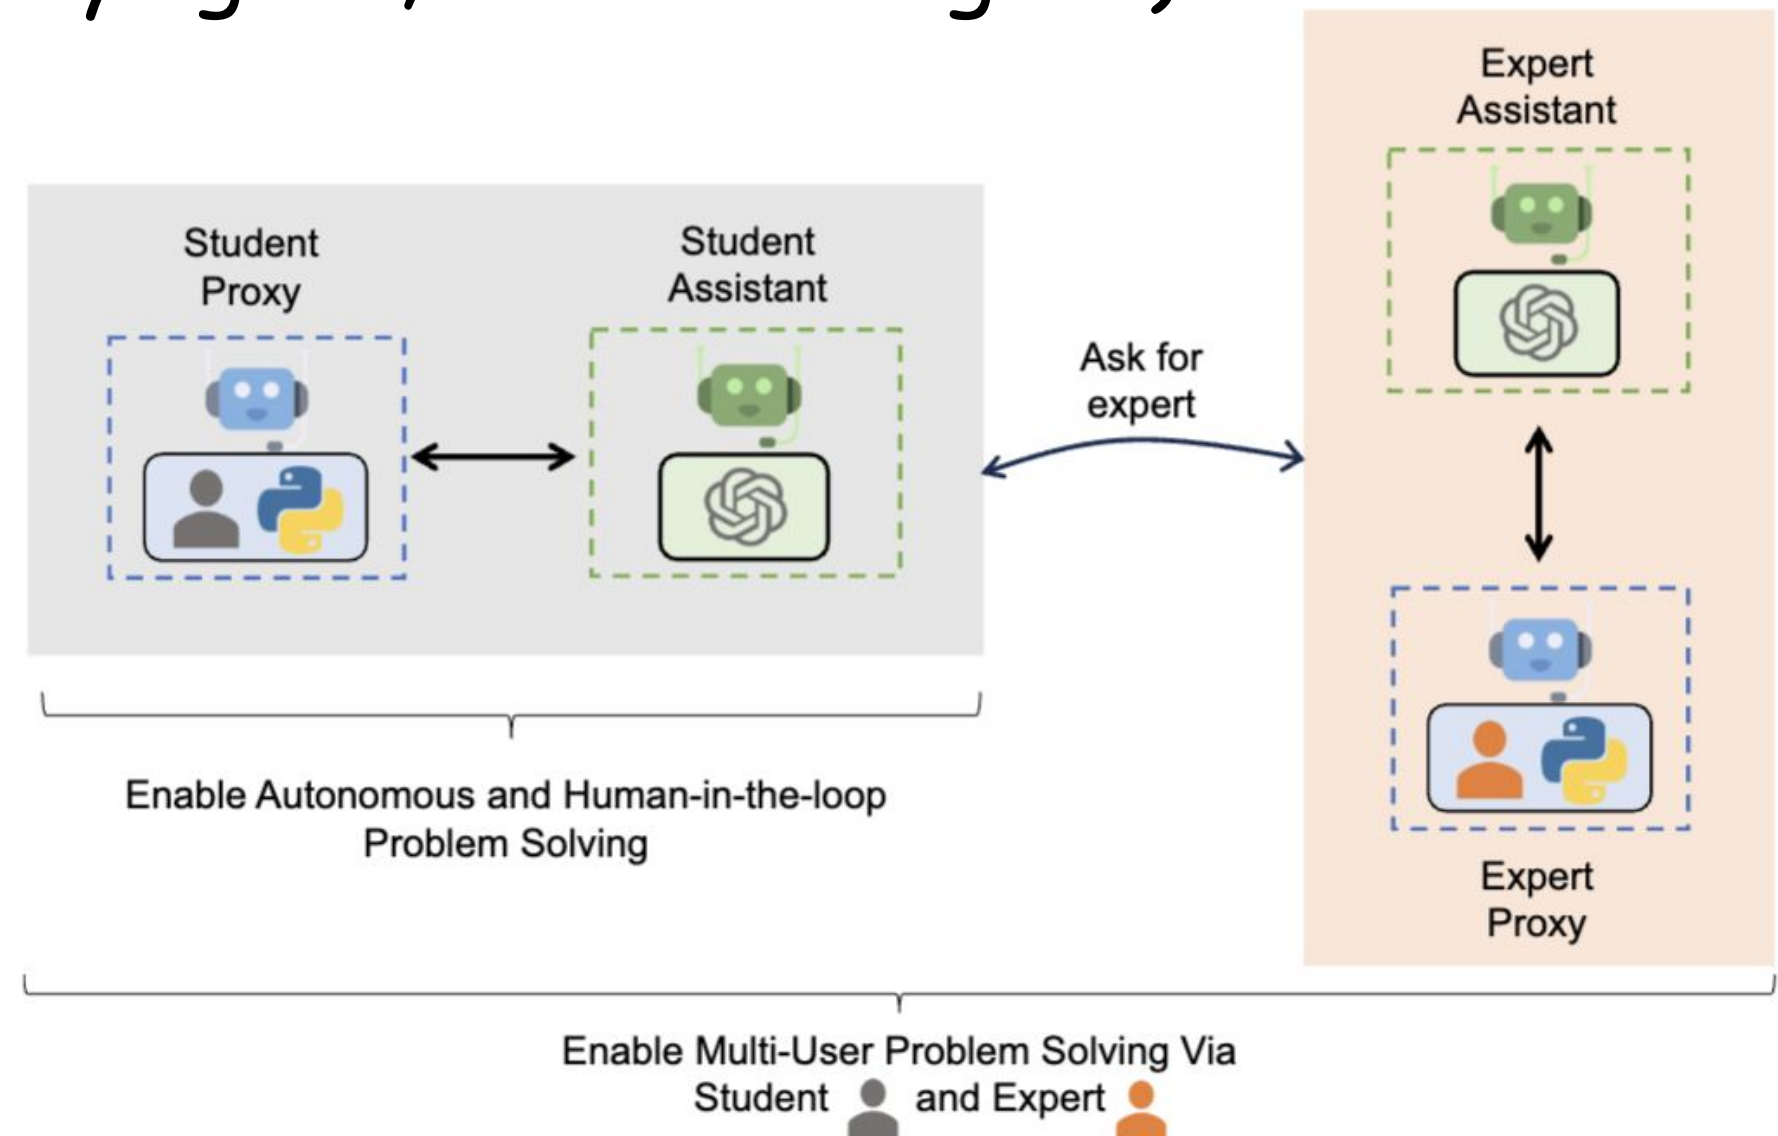 Expert
Assistant
Student
Proxy
Student
Assistant
Ask for
expert
Expert
Proxy
Enable Autonomous and Human-in-the-loop
Problem Solving
Enable Multi-User Problem Solving Via
Student and Expert